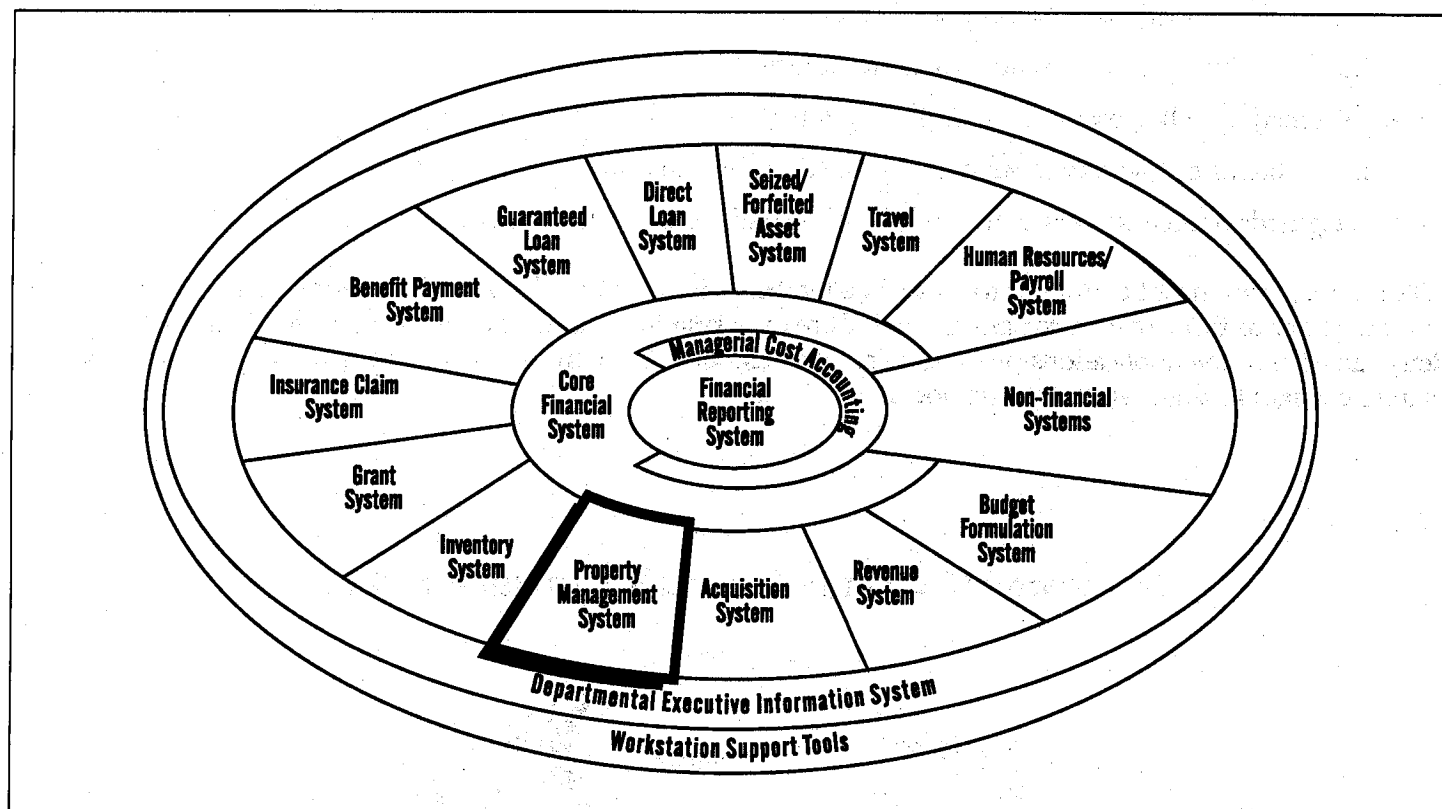 Direct
Loan
System
Seized/
Forfeited
Asset
System
Travel
System
Human Resources/
Payroll
System
Non-financial
Systems
Budget
Formulation
System
Revenue
System
Acquisition
System
Property
Management
System
Inventory
System
Grant
System
Insurance Claim
System
Benefit Payment
System
Guaranteed
Loan
System
Core
Financial
System
Managerial Cost Accounting
Financial
Reporting
System
Departmental Executive Information System
Workstation Support Tools